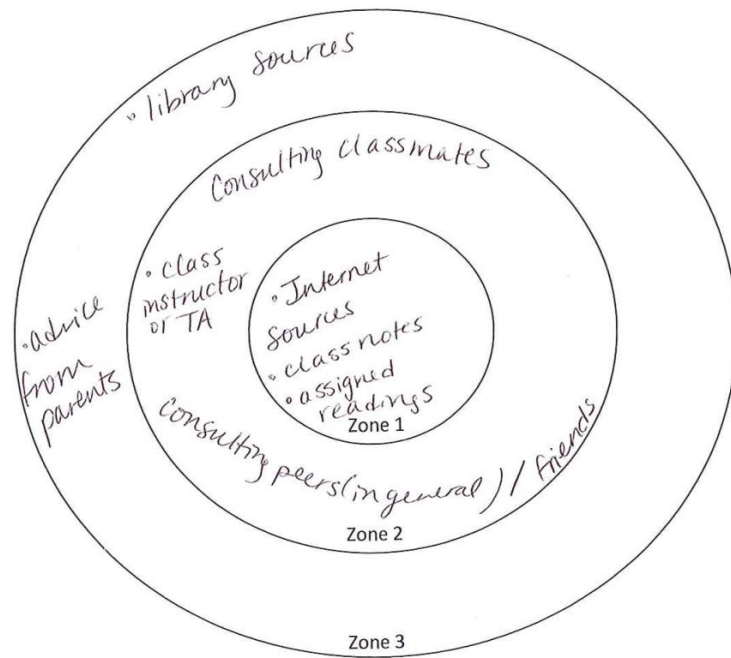 • library sources
Consulting classmates
• class
instructor
or TA
• Internet
sources
• class notes
• assigned
readings
Zone 1
• advice
from
parents
consulting peers (in general) / friends
Zone 2
Zone 3